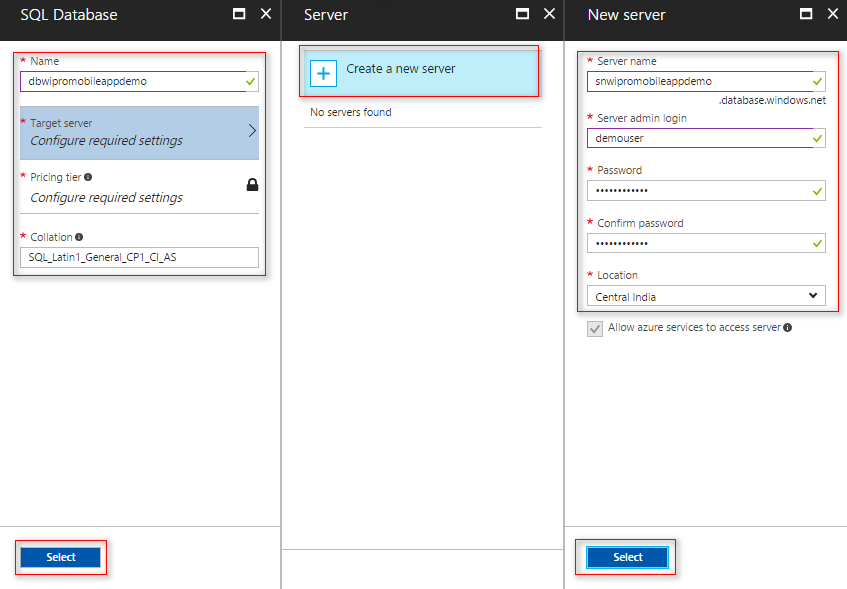 SQL Database
* Name
dbwipromobileappdemo
* Target server
Configure required settings
* Pricing tier
Configure required settings
* Collation
SQL_Latin1_General_CP1_CI_AS
Select
Server
Create a new server
No servers found
New server
* Server name
snwipromobileappdemo
.database.windows.net
* Server admin login
demouser
* Password
••••••••••••
* Confirm password
••••••••••••
* Location
Central India
Allow azure services to access server
Select